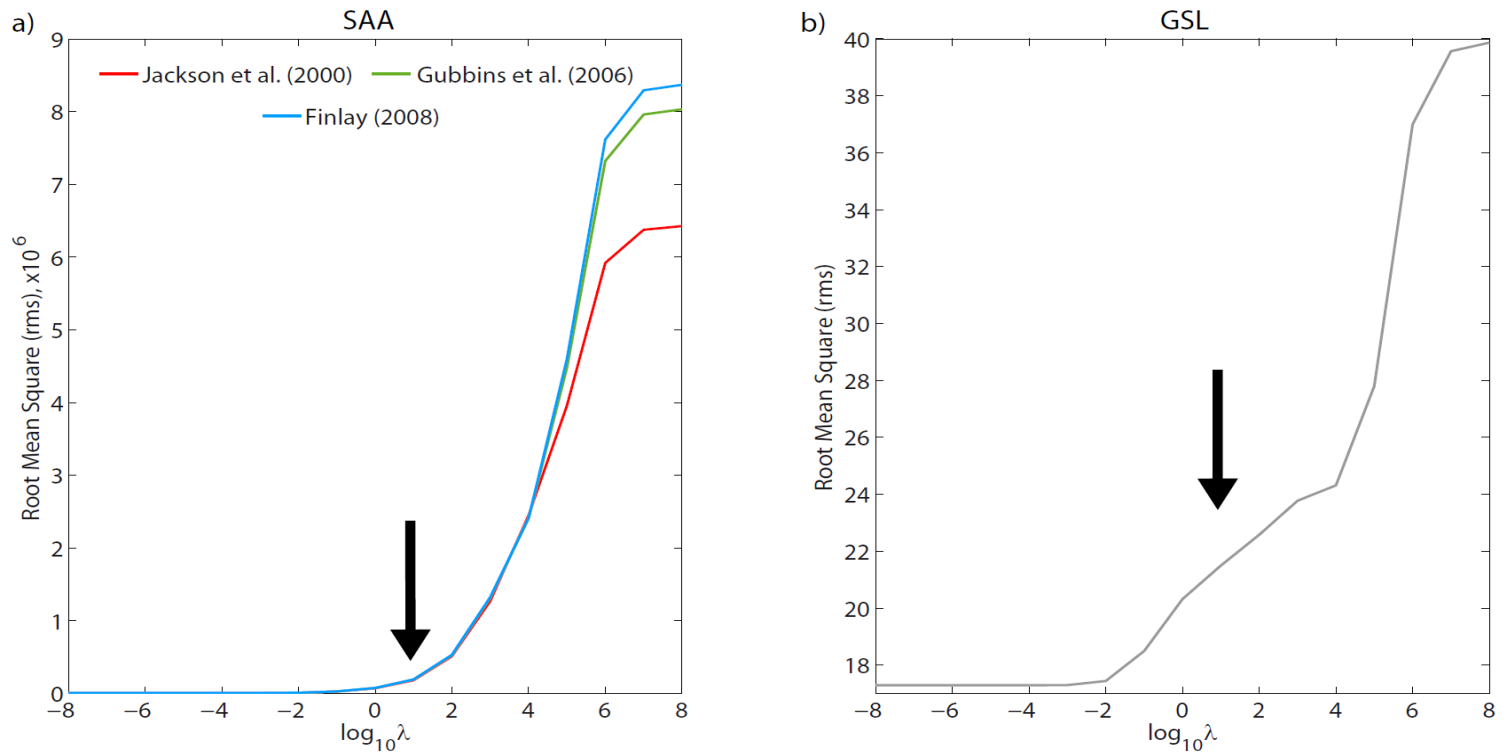 a) SAA
Jackson et al. (2000) Gubbins et al. (2006)
Finlay (2008)
Root Mean Square (rms), x10 6
9
8
7
6
5
4
3
2
1
0
−8 −6 −4 −2 0 2 4 6 8
log10λ
b) GSL
Root Mean Square (rms)
40
38
36
34
32
30
28
26
24
22
20
18
−8 −6 −4 −2 0 2 4 6 8
log10λ